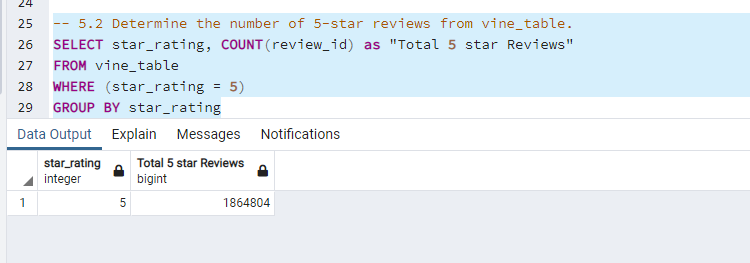 24
25 -- 5.2 Determine the number of 5-star reviews from vine_table.
26 SELECT star_rating, COUNT(review_id) as "Total 5 star Reviews"
27 FROM vine_table
28 WHERE (star_rating = 5)
29 GROUP BY star_rating
Data Output Explain Messages Notifications
star_rating Total 5 star Reviews
integer bigint
1 5 1864804